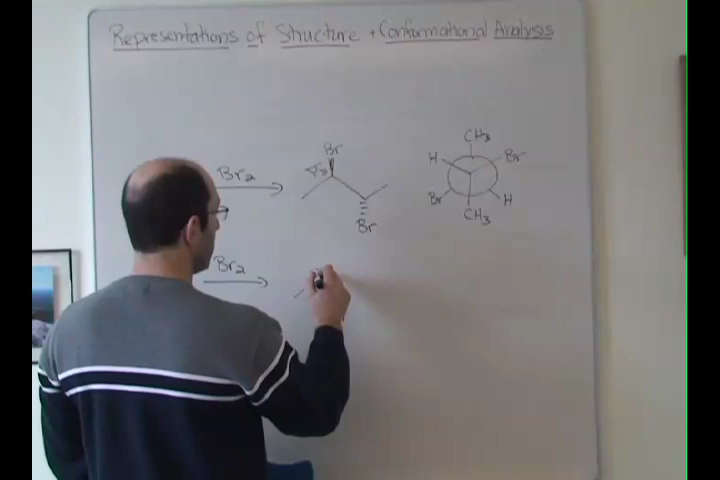 Representations of Structure + Conformational Analysis
Br₂
Br
Br
CH₃
H
Br
Br
H
CH₃
Br₂